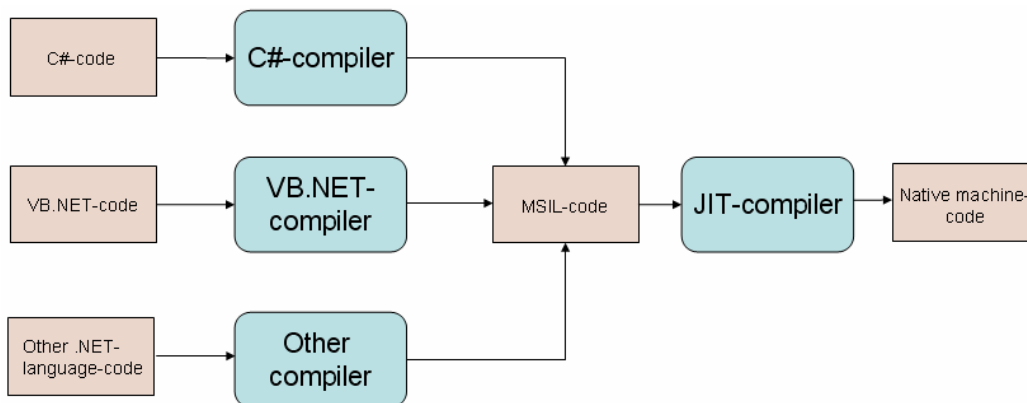 C#-code
C#-compiler
VB.NET-code
VB.NET-
compiler
MSIL-code
JIT-compiler
Native machine-
code
Other .NET-
language-code
Other
compiler